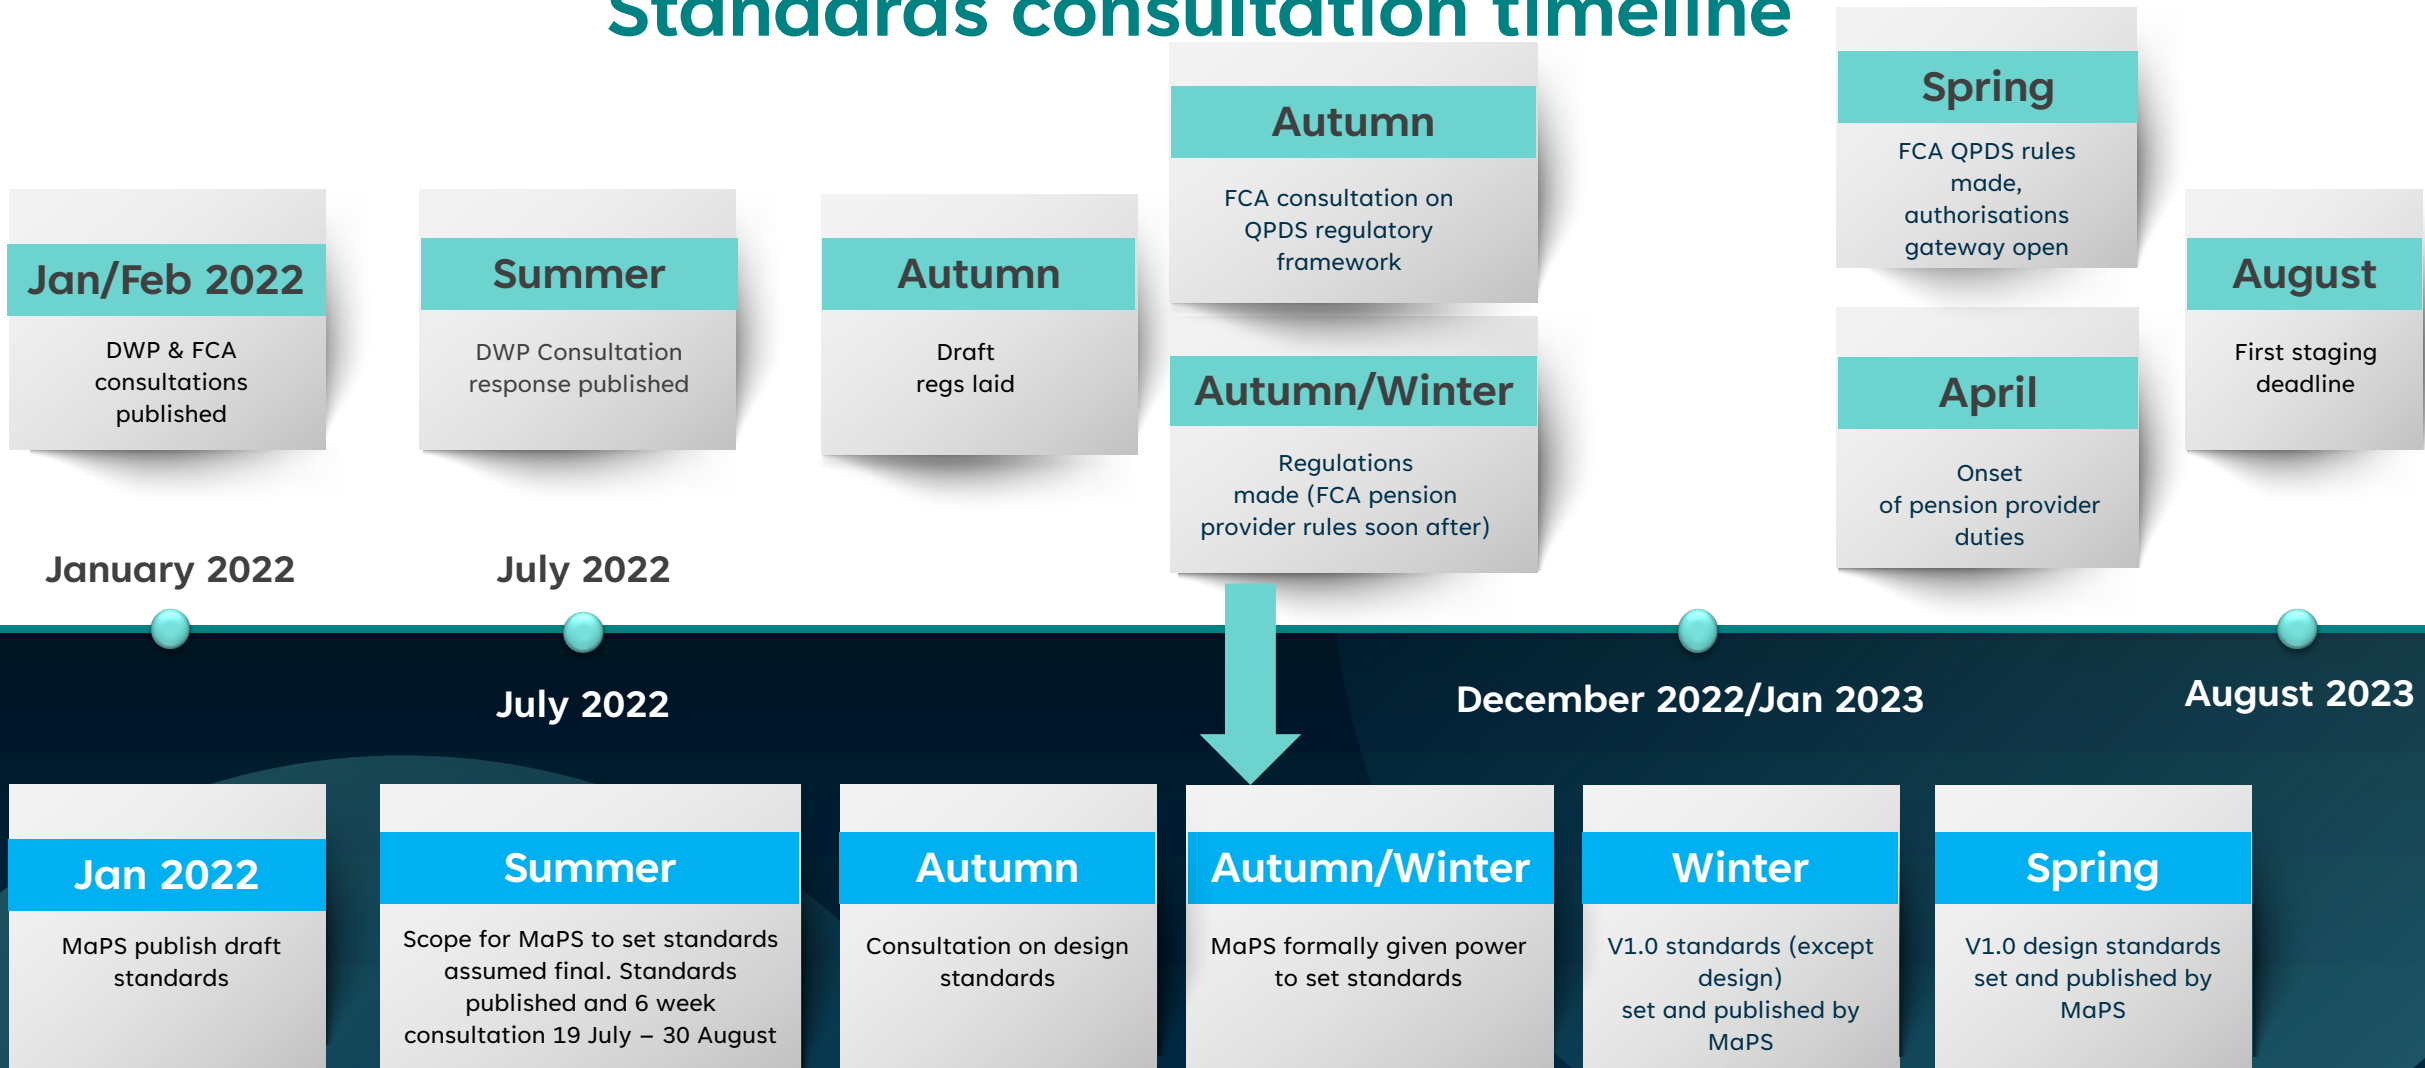 Standards consultation timeline
Jan/Feb 2022
DWP & FCA
consultations
published
Summer
DWP Consultation
response published
Autumn
Draft
regs laid
Autumn
FCA consultation on
QPDS regulatory
framework
Autumn/Winter
Regulations
made (FCA pension
provider rules soon after)
Spring
FCA QPDS rules
made,
authorisations
gateway open
April
Onset
of pension provider
duties
August
First staging
deadline
January 2022
July 2022
July 2022
December 2022/Jan 2023
August 2023
Jan 2022
MaPS publish draft
standards
Summer
Scope for MaPS to set standards
assumed final. Standards
published and 6 week
consultation 19 July – 30 August
Autumn
Consultation on design
standards
Autumn/Winter
MaPS formally given power
to set standards
Winter
V1.0 standards (except
design)
set and published by
MaPS
Spring
V1.0 design standards
set and published by
MaPS